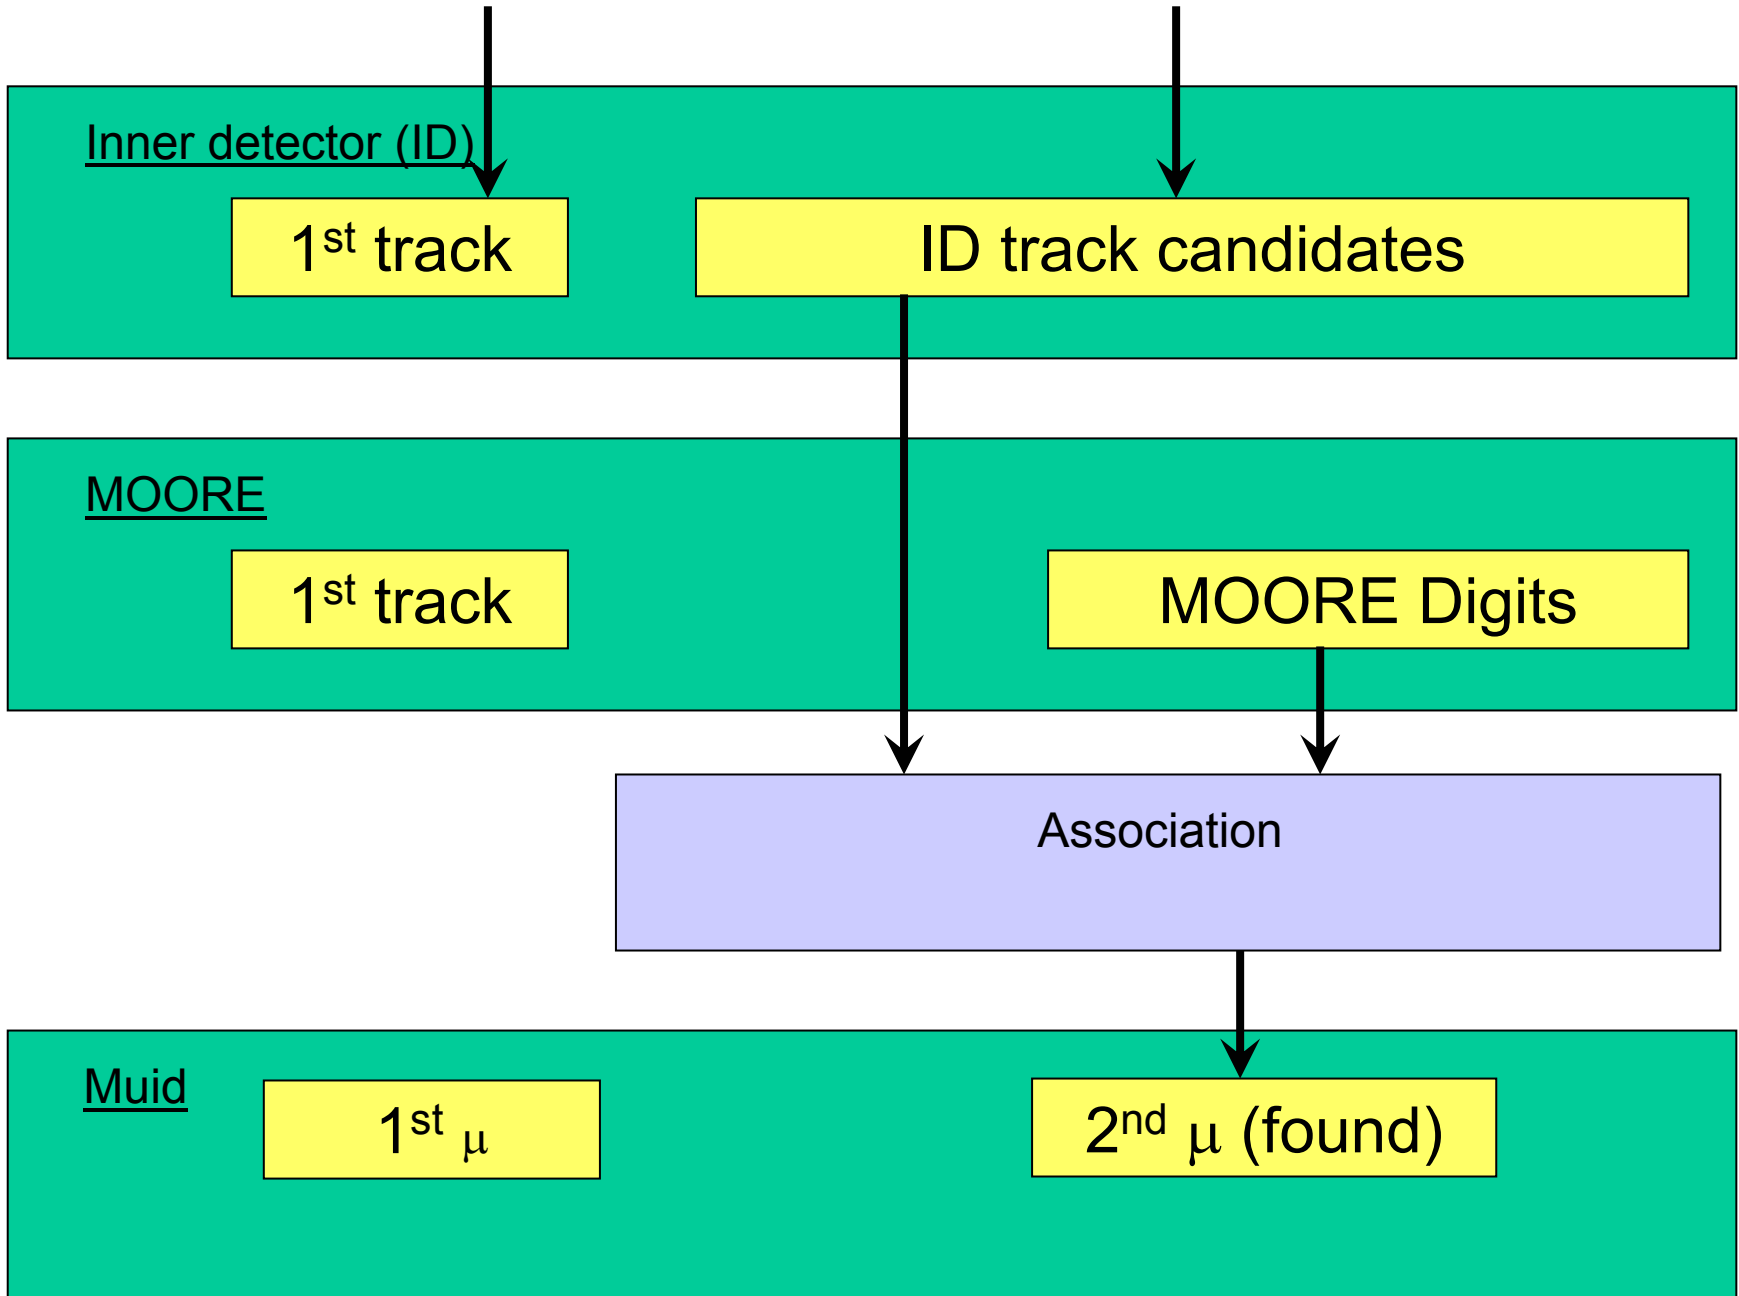 Inner detector (ID)
1st track
ID track candidates
MOORE
1st track
MOORE Digits
Association
Muid
1st μ
2nd μ (found)